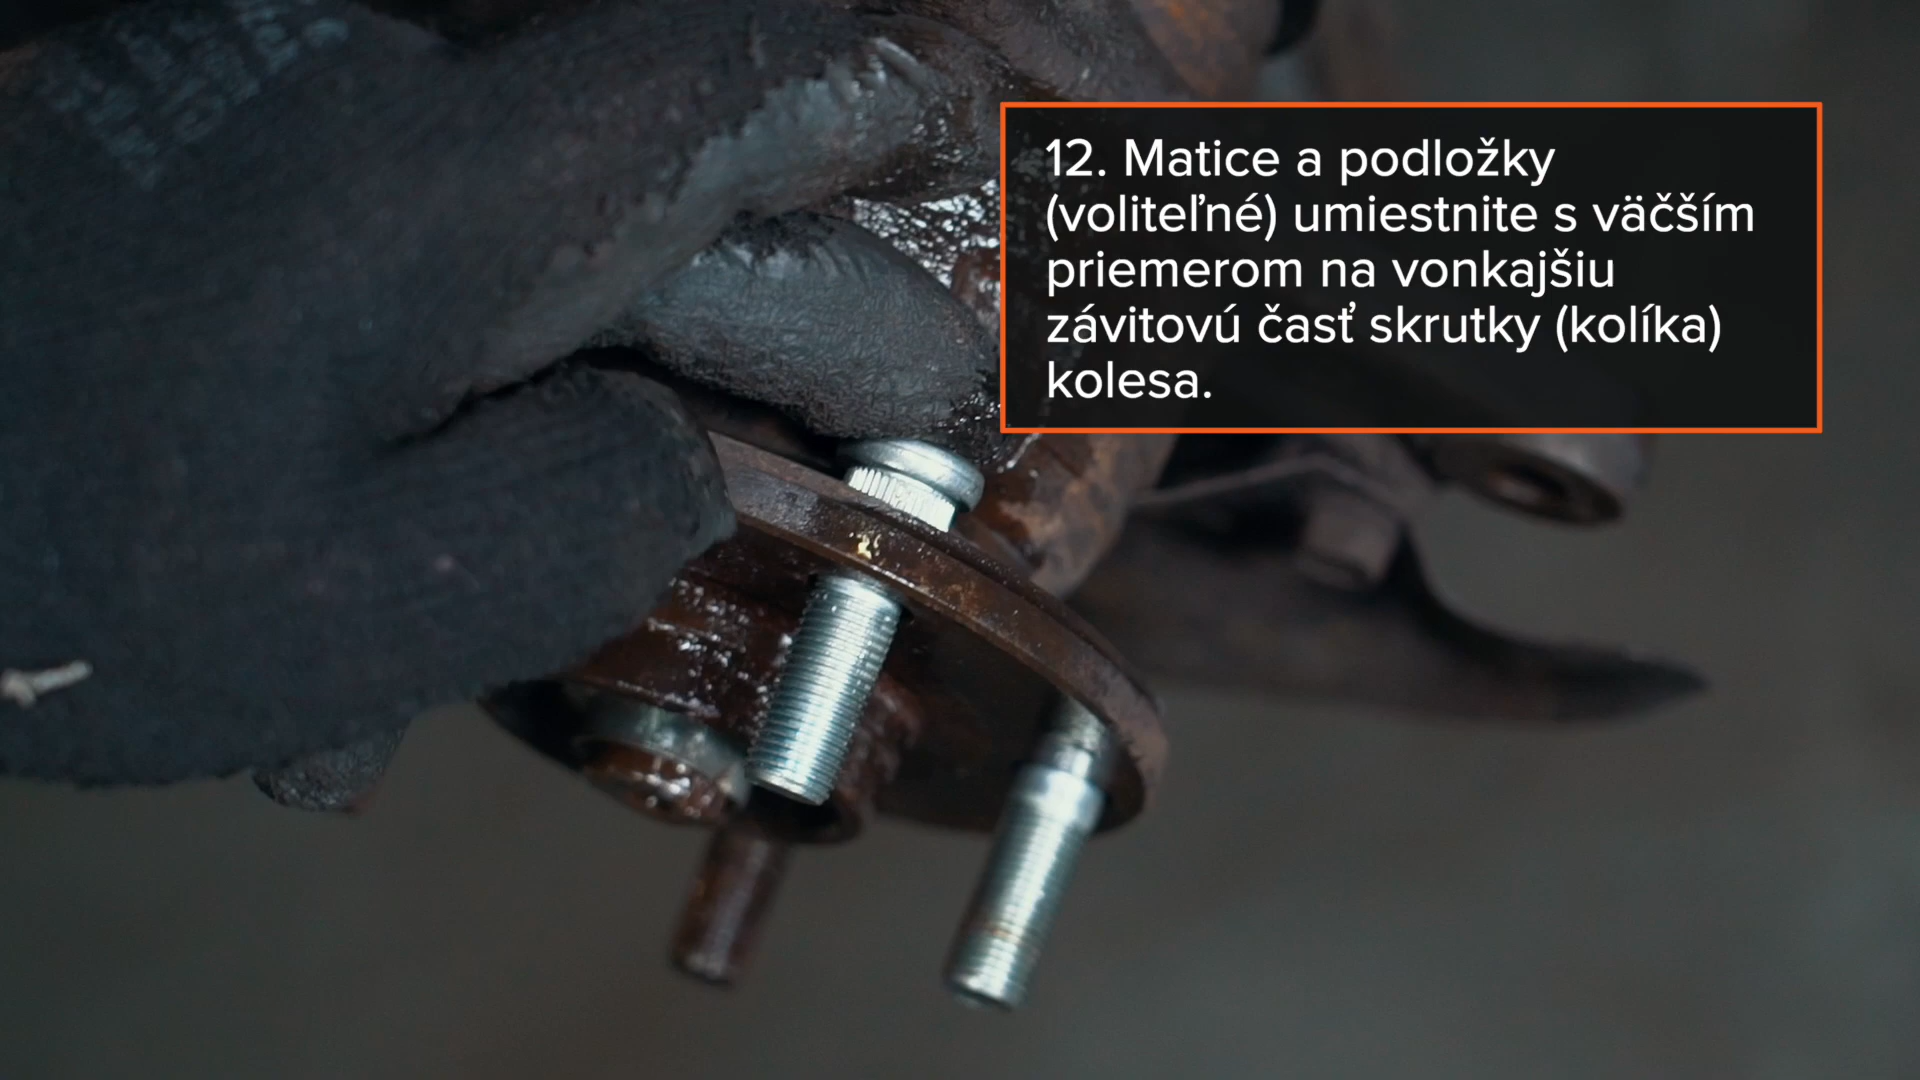 12. Matice a podložky
(voliteľné) umiestnite s väčším
priemerom na vonkajšiu
závitovú časť skrutky (kolíka)
kolesa.